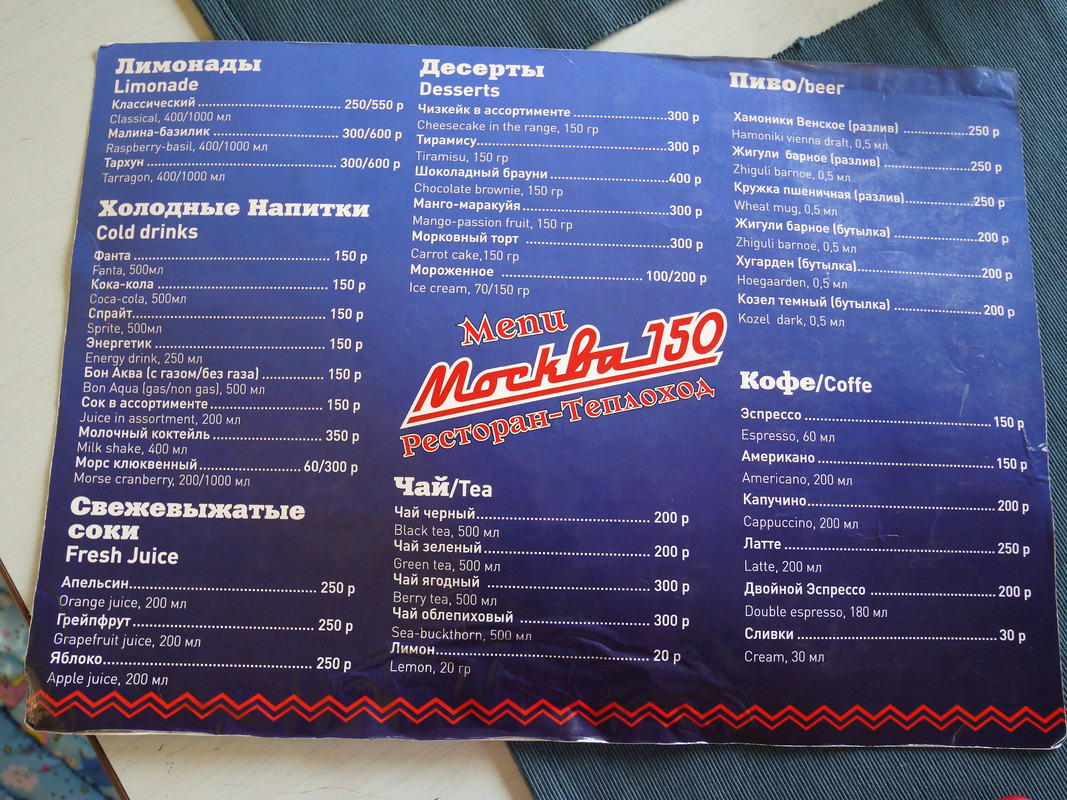 Лимонады
Limonade
Классический 250/550 р
Classical, 400/1000 мл
Малина-базилик 300/600 р
Raspberry-basil, 400/1000 мл
Тархун 300/600 р
Tarragon, 400/1000 мл
Холодные Напитки
Cold drinks
Фанта 150 р
Fanta, 500мл
Кока-кола 150 р
Coca-cola, 500мл
Спрайт 150 р
Sprite, 500мл
Энергетик 150 р
Energy drink, 250 мл
Бон Аква (с газом/без газа) 150 р
Bon Aqua (gas/non gas), 500 мл
Сок в ассортименте 150 р
Juice in assortment, 200 мл
Молочный коктейль 350 р
Milk shake, 400 мл
Морс клюквенный 60/300 р
Morse cranberry, 200/1000 мл
Свежевыжатые
соки
Fresh Juice
Апельсин 250 р
Orange juice, 200 мл
Грейпфрут 250 р
Grapefruit juice, 200 мл
Яблоко 250 р
Apple juice, 200 мл
Десерты
Desserts
Чизкейк в ассортименте 300 р
Cheesecake in the range, 150 гр
Тирамису 300 р
Tiramisu, 150 гр
Шоколадный брауни 400 р
Chocolate brownie, 150 гр
Манго-маракуйя 300 р
Mango-passion fruit, 150 гр
Морковный торт 300 р
Carrot cake,150 гр
Мороженное 100/200 р
Ice cream, 70/150 гр
Menu
Москва 150
Ресторан-Теплоход
Чай/Tea
Чай черный 200 р
Black tea, 500 мл
Чай зеленый 200 р
Green tea, 500 мл
Чай ягодный 300 р
Berry tea, 500 мл
Чай облепиховый 300 р
Sea-buckthorn, 500 мл
Лимон 20 р
Lemon, 20 гр
Пиво/beer
Хамоники Венское (разлив) 250 р
Hamoniki vienna draft, 0,5 мл
Жигули барное (разлив) 250 р
Zhiguli barnoe, 0,5 мл
Кружка пшеничная (разлив) 250 р
Wheat mug, 0,5 мл
Жигули барное (бутылка) 200 р
Zhiguli barnoe, 0,5 мл
Хугарден (бутылка) 200 р
Hoegaarden, 0,5 мл
Козел темный (бутылка) 200 р
Kozel dark, 0,5 мл
Кофе/Coffe
Эспрессо 150 р
Espresso, 60 мл
Американо 150 р
Americano, 200 мл
Капучино 200 р
Cappuccino, 200 мл
Латте 250 р
Latte, 200 мл
Двойной Эспрессо 200 р
Double espresso, 180 мл
Сливки 30 р
Cream, 30 мл